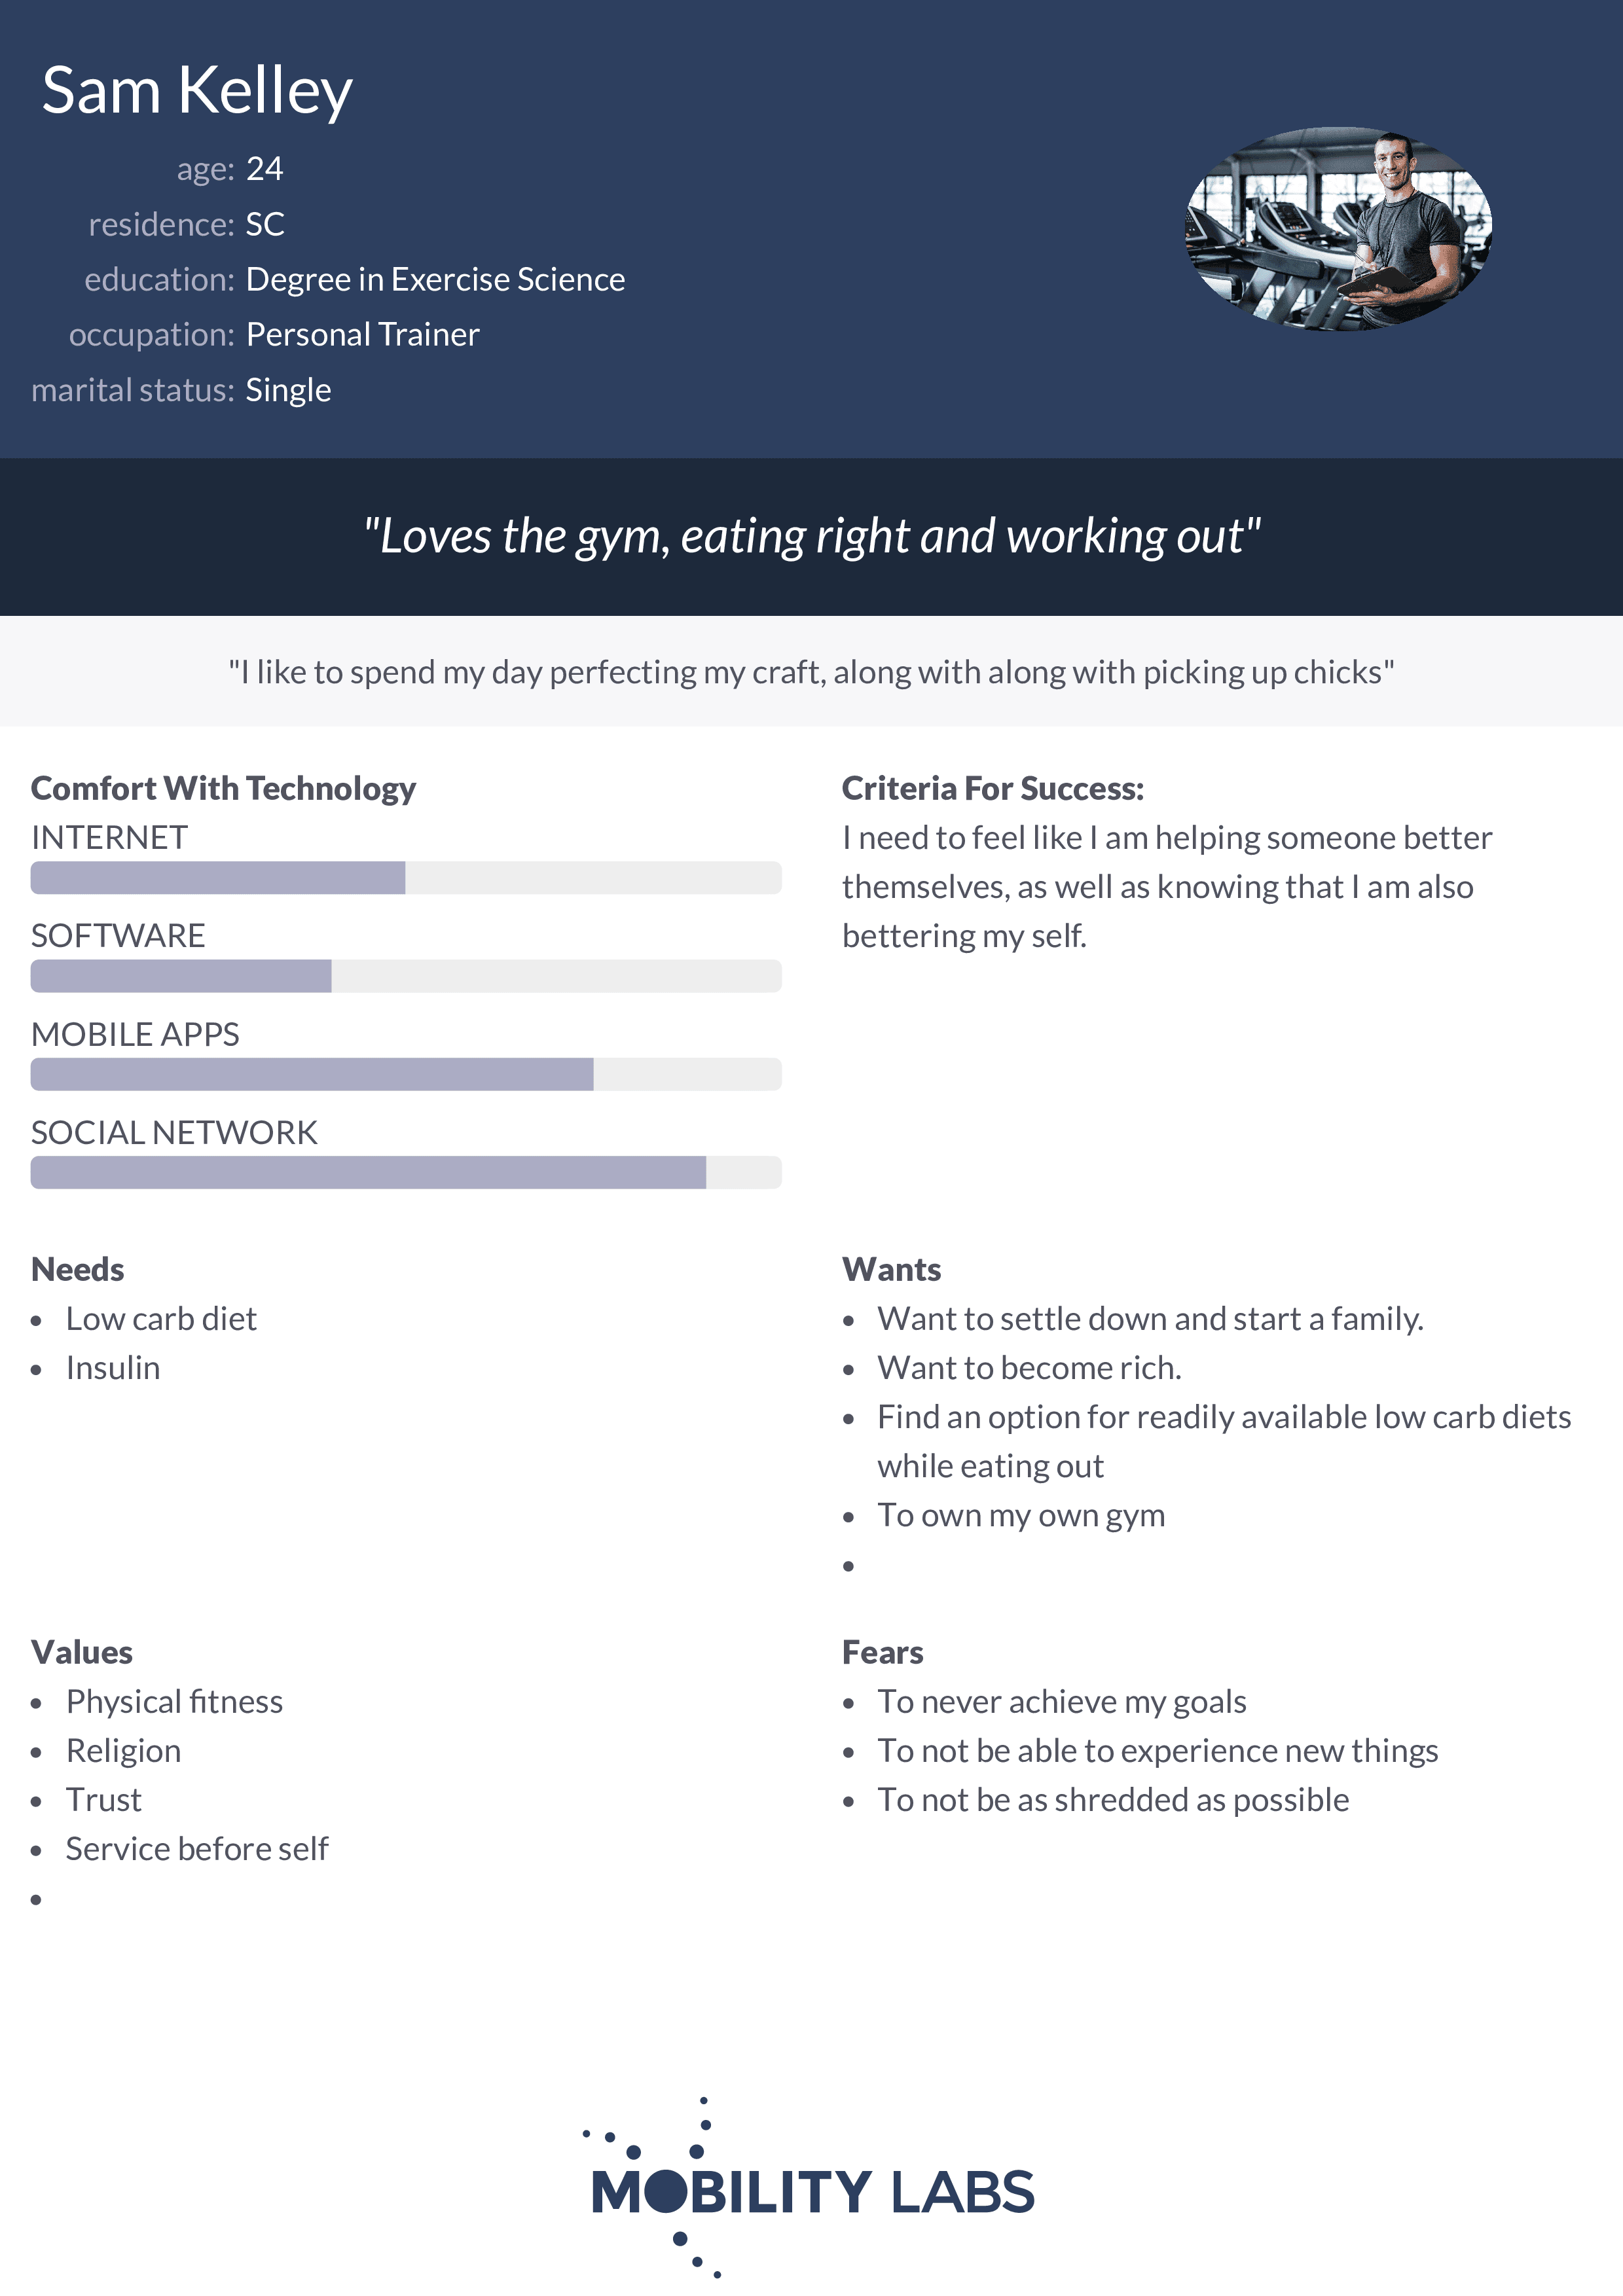 Sam Kelley
age: 24
residence: SC
education: Degree in Exercise Science
occupation: Personal Trainer
marital status: Single
"Loves the gym, eating right and working out"
"I like to spend my day perfecting my craft, along with along with picking up chicks"
Comfort With Technology
INTERNET
SOFTWARE
MOBILE APPS
SOCIAL NETWORK
Criteria For Success:
I need to feel like I am helping someone better
themselves, as well as knowing that I am also
bettering my self.
Needs
• Low carb diet
• Insulin
Wants
• Want to settle down and start a family.
• Want to become rich.
• Find an option for readily available low carb diets
while eating out
• To own my own gym
•
Values
• Physical fitness
• Religion
• Trust
• Service before self
•
Fears
• To never achieve my goals
• To not be able to experience new things
• To not be as shredded as possible
MOBILITY LABS